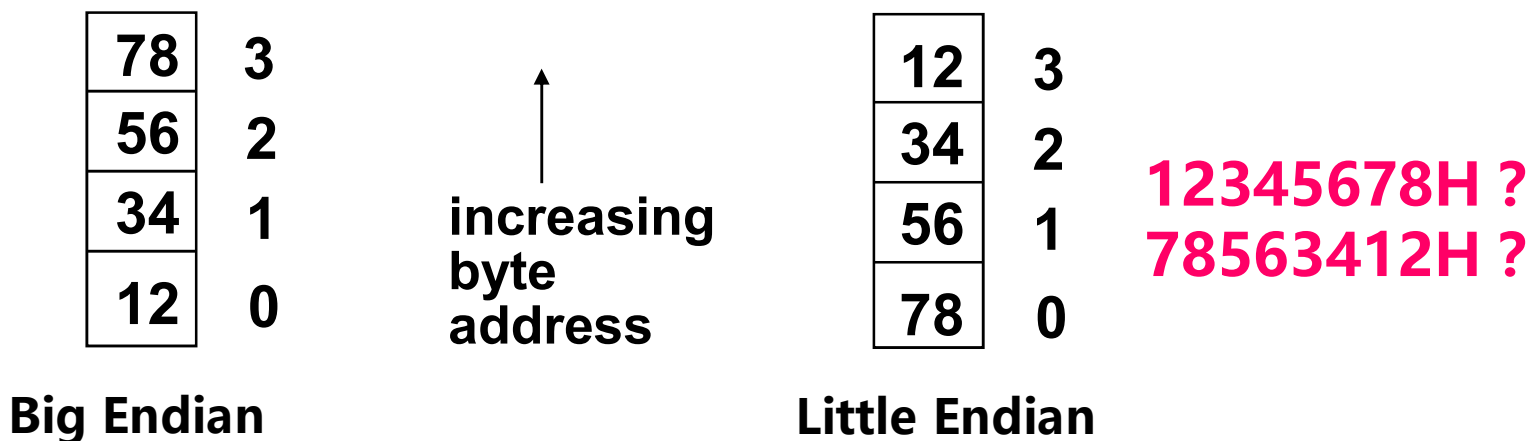 78 3
56 2
34 1
12 0
Big Endian
increasing
byte
address
12 3
34 2
56 1
78 0
Little Endian
12345678H ?
78563412H ?